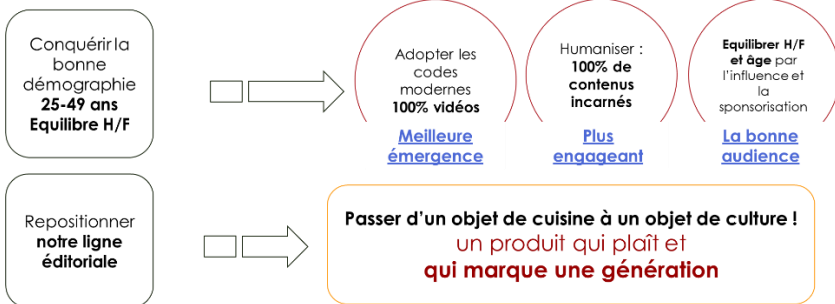 Conquérir la
bonne
démographie
25-49 ans
Equilibre H/F
Adopter les
codes
modernes
100% vidéos
Meilleure
émergence
Humaniser :
100% de
contenus
incarnés
Plus
engageant
Equilibrer H/F
et âge par
l'influence et
la
sponsorisation
La bonne
audience
Repositionner
notre ligne
éditoriale
Passer d'un objet de cuisine à un objet de culture !
un produit qui plaît et
qui marque une génération